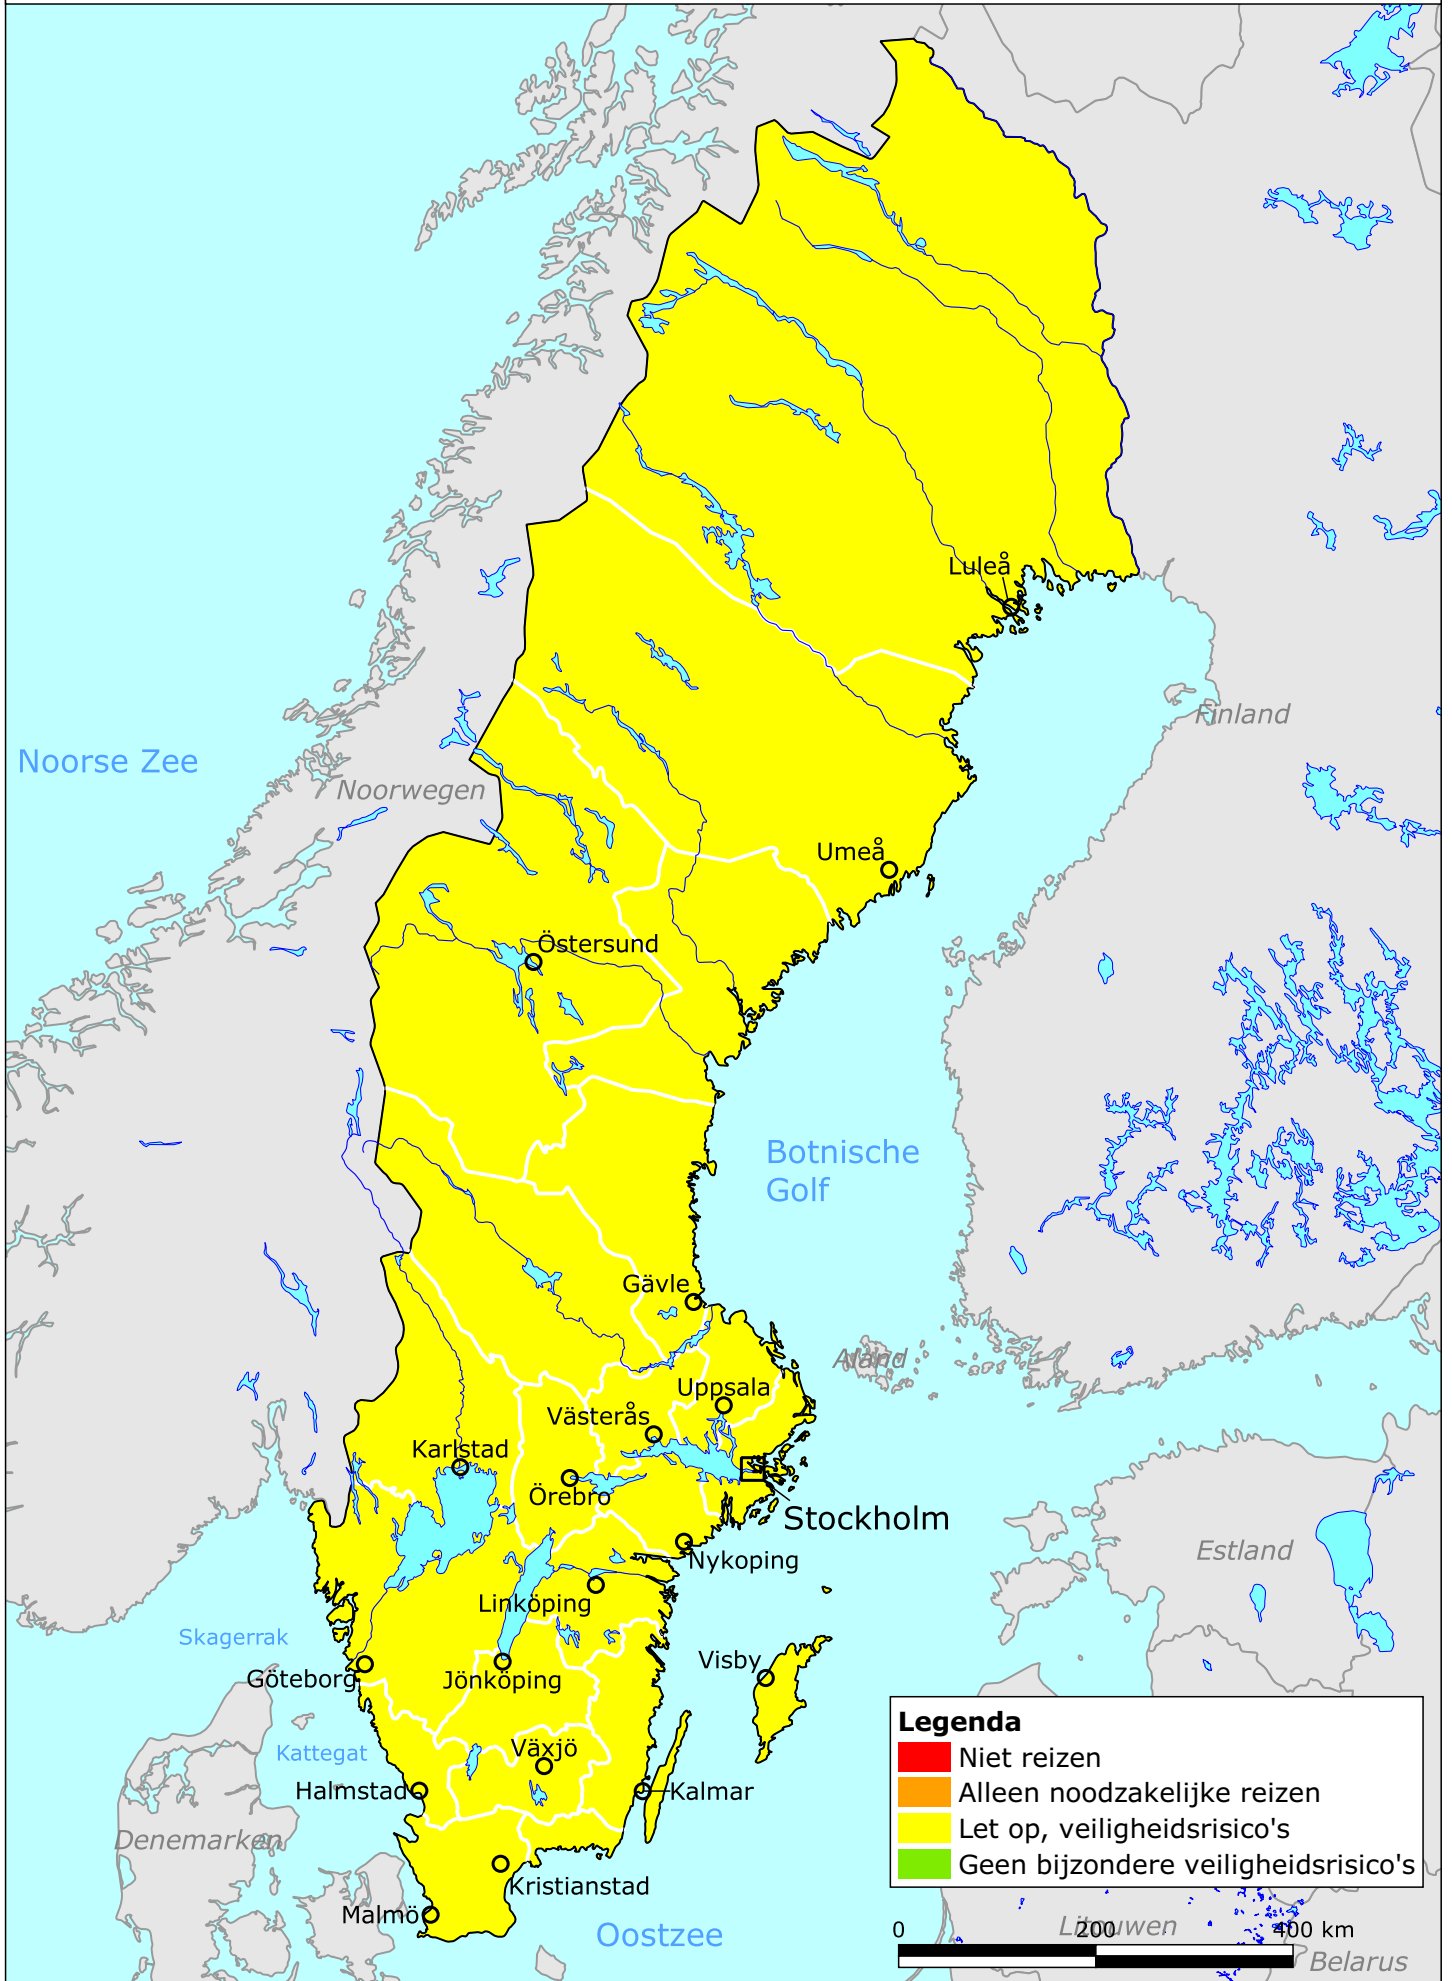 Luleå
Finland
Noorse Zee
Noorwegen
Umeå
Östersund
Botnische
Golf
Gävle
Aland
Uppsala
Västerås
Karlstad
Örebro
Stockholm
Nykoping
Estland
Linköping
Skagerrak
Visby
Göteborg
Jönköping
Kattegat
Växjö
Halmstad
Kalmar
Denemarken
Kristianstad
Malmö
Oostzee
Legenda
Niet reizen
Alleen noodzakelijke reizen
Let op, veiligheidsrisico's
Geen bijzondere veiligheidsrisico's
Litouwen
0 200 400 km
Belarus